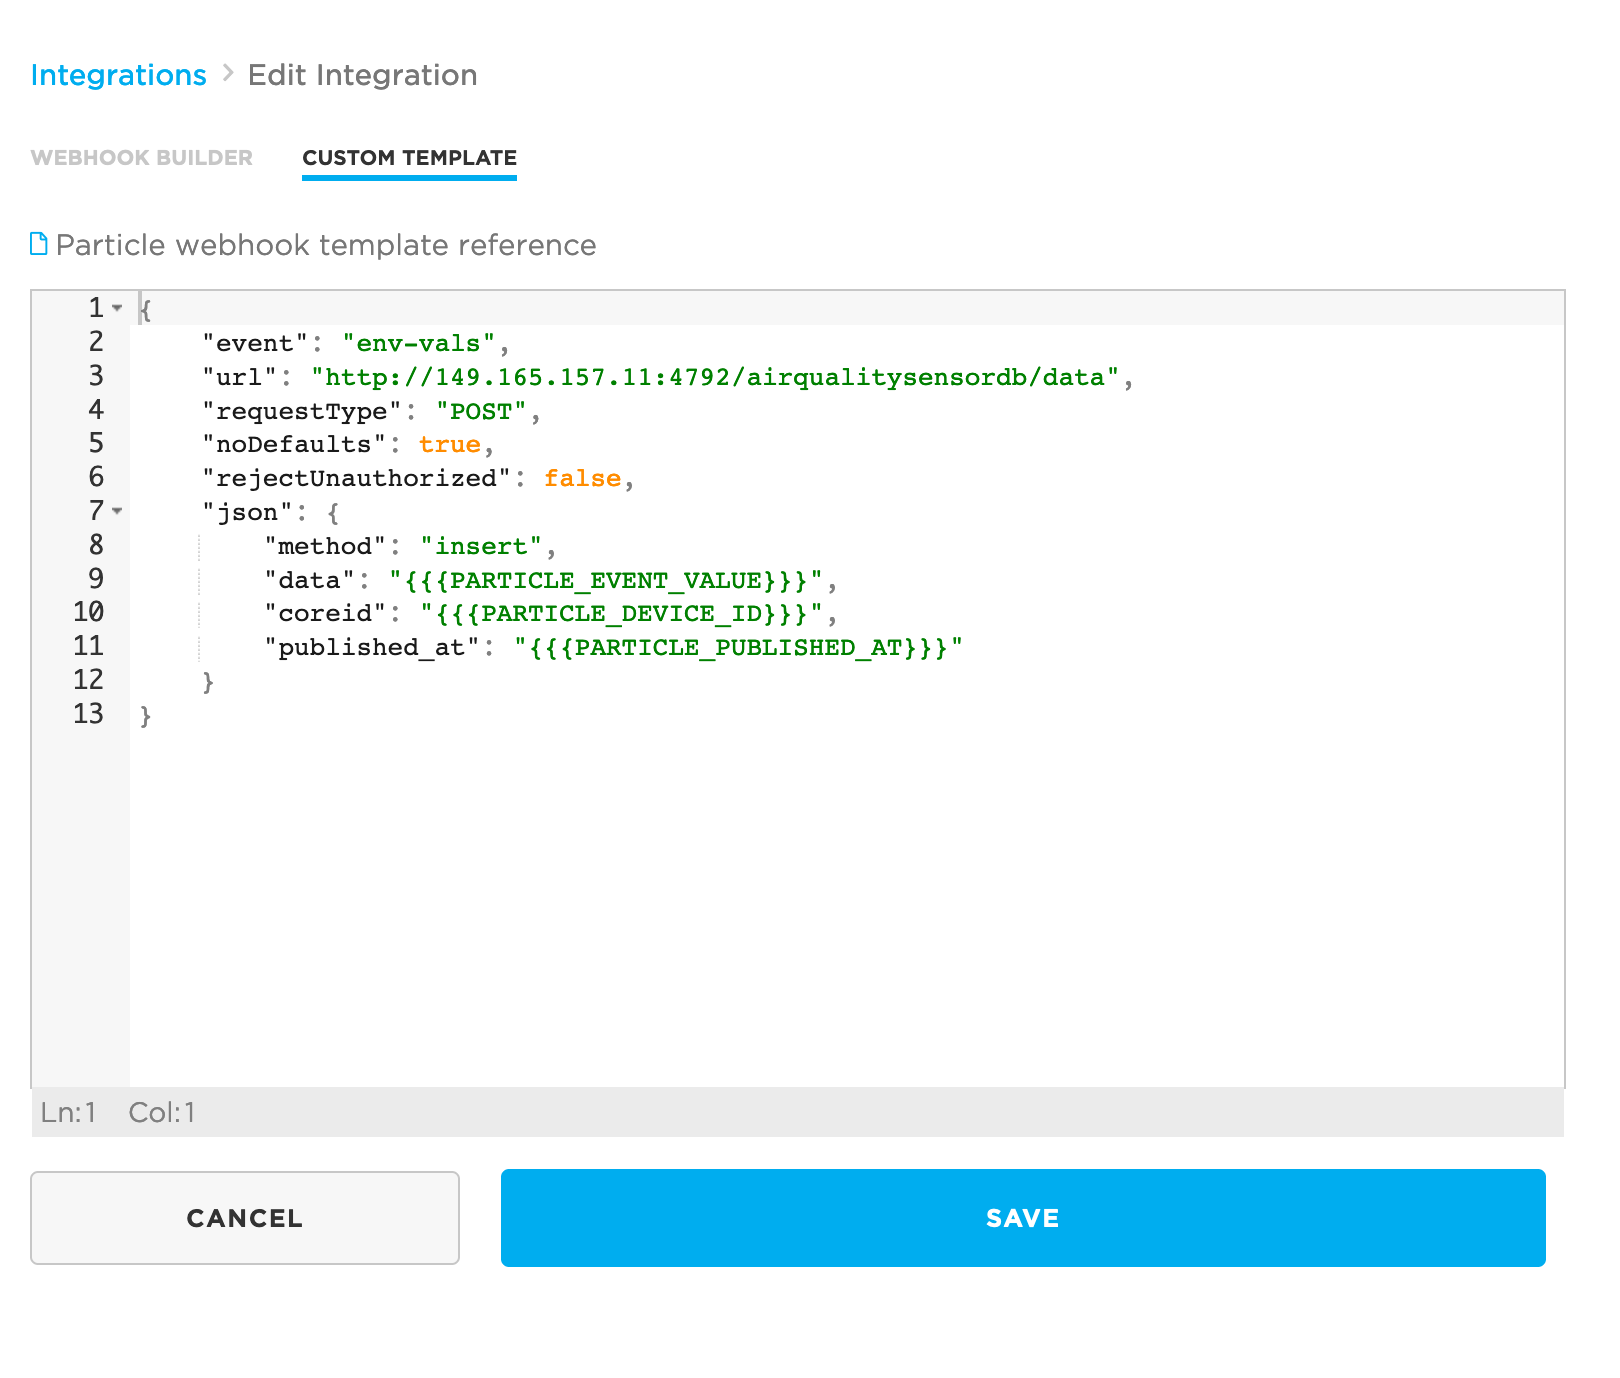 Integrations > Edit Integration
WEBHOOK BUILDER CUSTOM TEMPLATE
Particle webhook template reference
1 {
2 "event": "env-vals",
3 "url": "http://149.165.157.11:4792/airqualitysensordb/data",
4 "requestType": "POST",
5 "noDefaults": true,
6 "rejectUnauthorized": false,
7 "json": {
8 "method": "insert",
9 "data": "{{{PARTICLE_EVENT_VALUE}}}",
10 "coreid": "{{{PARTICLE_DEVICE_ID}}}",
11 "published_at": "{{{PARTICLE_PUBLISHED_AT}}}"
12 }
13 }
Ln:1 Col:1
CANCEL SAVE